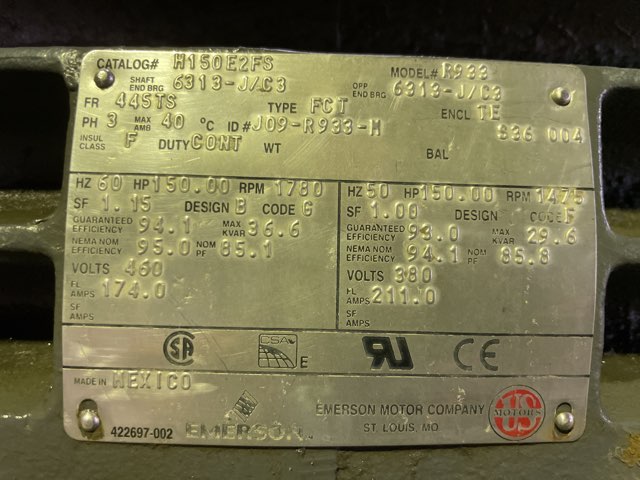 CATALOG# H150E2FS MODEL# R933
SHAFT END BRG 6313-J/C3 OPP END BRG 6313-J/C3
FR 445TS TYPE FCT ENCL TE
PH 3 MAX AMB 40 °C ID# J09-R933-M S36 004
INSUL CLASS F DUTY CONT WT BAL
HZ 60 HP 150.00 RPM 1780
SF 1.15 DESIGN B CODE G
GUARANTEED EFFICIENCY 94.1 MAX KVAR 36.6
NEMA NOM EFFICIENCY 95.0 NOM PF 85.1
VOLTS 460
FL AMPS 174.0
SF AMPS
HZ 50 HP 150.00 RPM 1475
SF 1.00 DESIGN CODE F
GUARANTEED EFFICIENCY 93.0 MAX KVAR 29.6
NEMA NOM EFFICIENCY 94.1 NOM PF 85.8
VOLTS 380
FL AMPS 211.0
SF AMPS
SA CSA E UR CE
MADE IN MEXICO
422697-002 EMERSON
EMERSON MOTOR COMPANY
ST. LOUIS, MO
US MOTORS